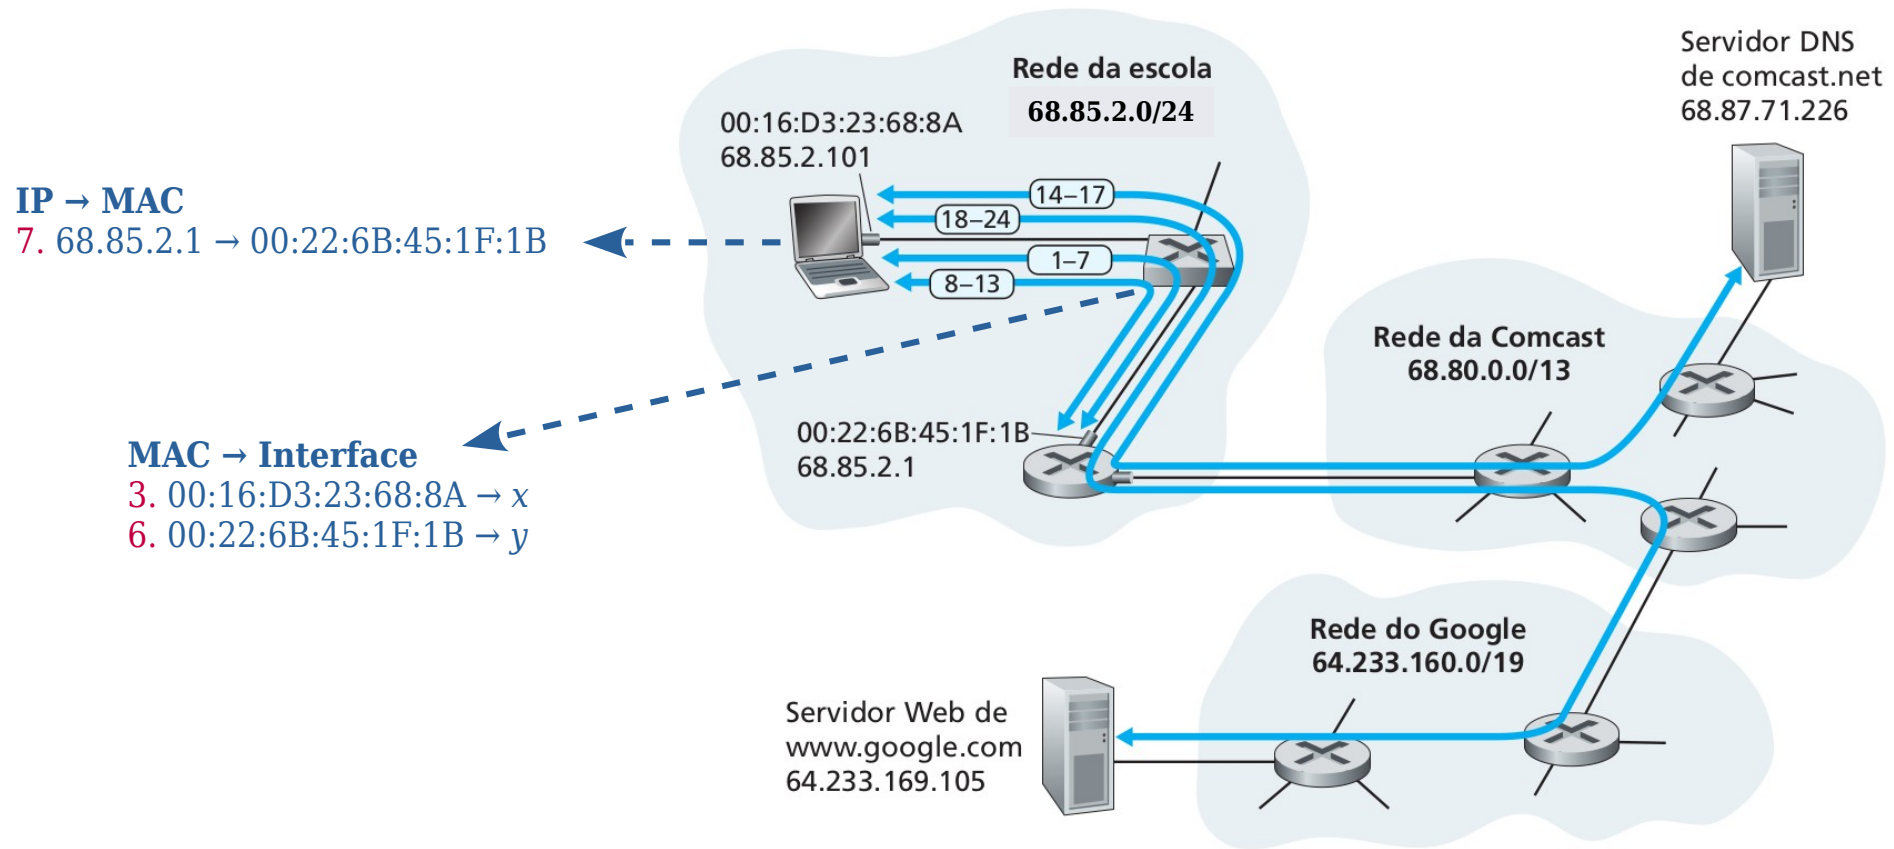 Servidor DNS
de comcast.net
68.87.71.226
Rede da escola
68.85.2.0/24
00:16:D3:23:68:8A
68.85.2.101
14–17
18–24
1–7
8–13
IP → MAC
7. 68.85.2.1 → 00:22:6B:45:1F:1B
Rede da Comcast
68.80.0.0/13
00:22:6B:45:1F:1B
68.85.2.1
MAC → Interface
3. 00:16:D3:23:68:8A → x
6. 00:22:6B:45:1F:1B → y
Rede do Google
64.233.160.0/19
Servidor Web de
www.google.com
64.233.169.105